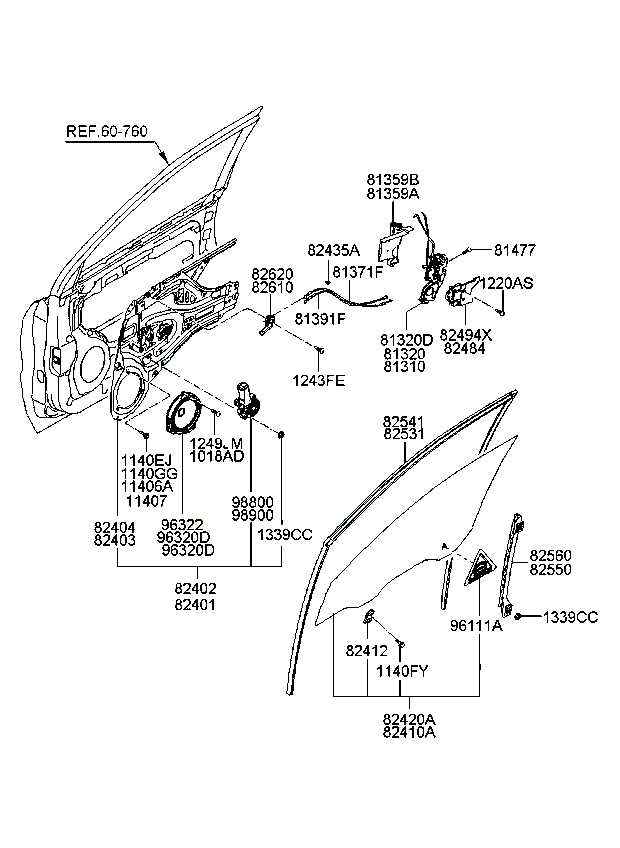 REF.60-760
81359B
81359A
82435A
81371F
81477
82620
82610
1220AS
81391F
81320D
81320
81310
82494X
82484
1243FE
82541
82531
1249LM
1018AD
1140EJ
1140GG
11406A
11407
98800
98900
82404
82403
96322
96320D
96320D
1339CC
A
82560
82550
82402
82401
96111A
1339CC
82412
1140FY
82420A
82410A